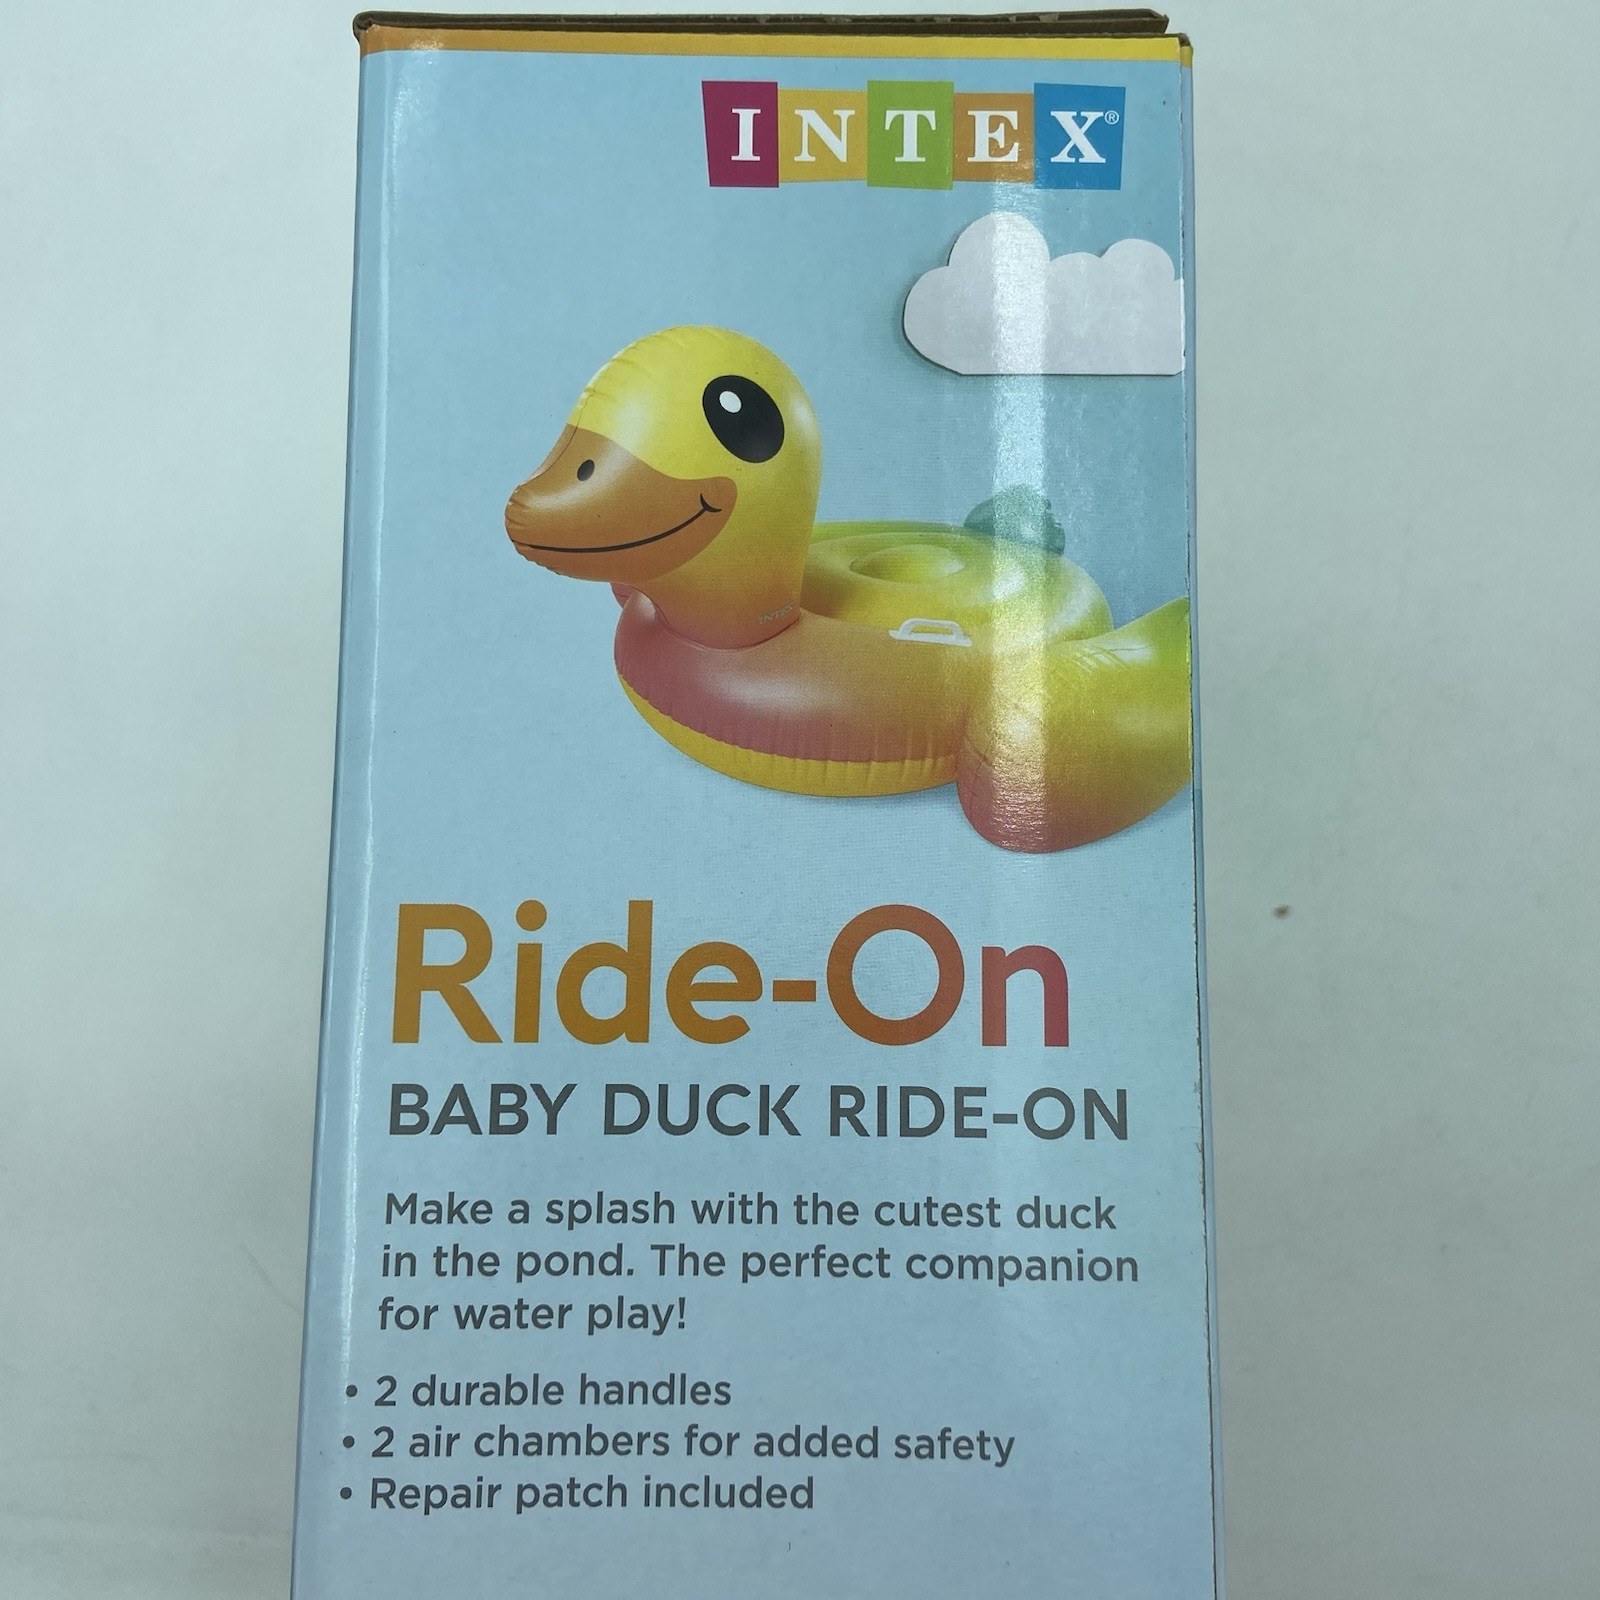 INTEX®
INTEX
Ride-On
BABY DUCK RIDE-ON
Make a splash with the cutest duck
in the pond. The perfect companion
for water play!
• 2 durable handles
• 2 air chambers for added safety
• Repair patch included